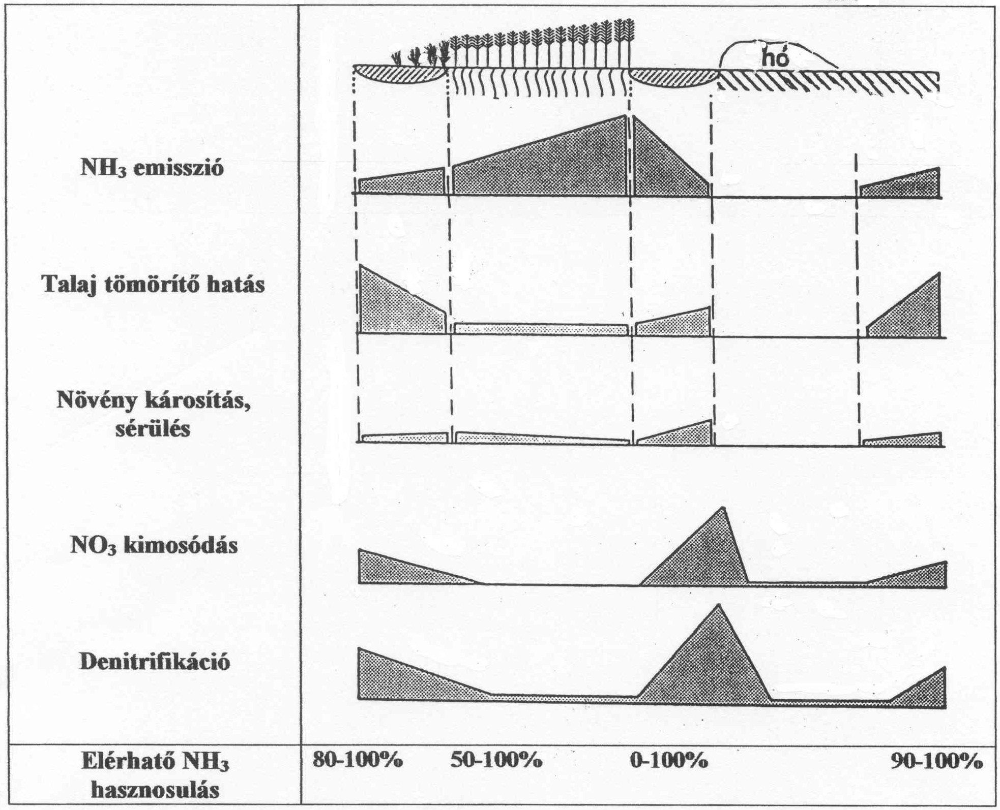 hó
NH₃ emisszió
Talaj tömörítő hatás
Növény károsítás,
sérülés
NO₃ kimosódás
Denitrifikáció
Elérható NH₃
hasznosulás
80-100% 50-100% 0-100% 90-100%